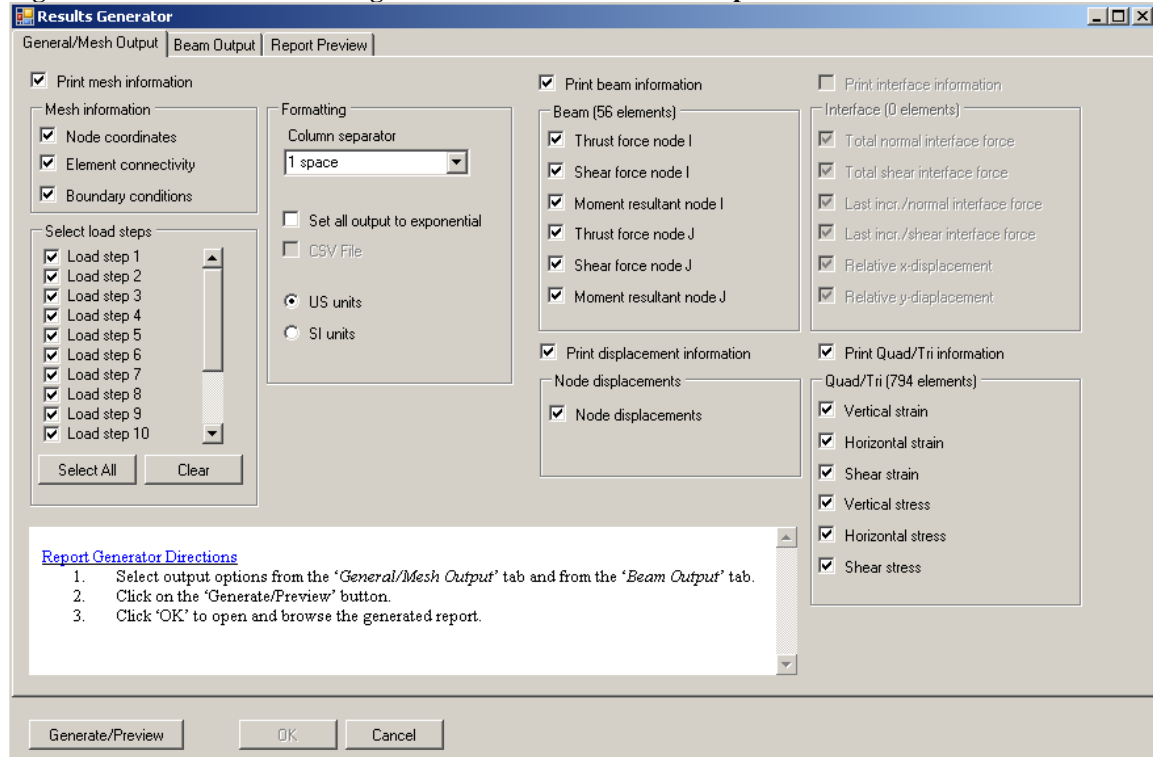 Results Generator
General/Mesh Output Beam Output Report Preview
Print mesh information
Mesh information
Node coordinates
Element connectivity
Boundary conditions
Select load steps
Load step 1
Load step 2
Load step 3
Load step 4
Load step 5
Load step 6
Load step 7
Load step 8
Load step 9
Load step 10
Select All Clear
Formatting
Column separator
1 space
Set all output to exponential
CSV File
US units
SI units
Print beam information
Beam (56 elements)
Thrust force node I
Shear force node I
Moment resultant node I
Thrust force node J
Shear force node J
Moment resultant node J
Print displacement information
Node displacements
Node displacements
Print interface information
Interface (0 elements)
Total normal interface force
Total shear interface force
Last incr./normal interface force
Last incr./shear interface force
Relative x-displacement
Relative y-diaplacement
Print Quad/Tri information
Quad/Tri (794 elements)
Vertical strain
Horizontal strain
Shear strain
Vertical stress
Horizontal stress
Shear stress
Report Generator Directions
1. Select output options from the ‘General/Mesh Output’ tab and from the ‘Beam Output’ tab.
2. Click on the ‘Generate/Preview’ button.
3. Click ‘OK’ to open and browse the generated report.
Generate/Preview OK Cancel